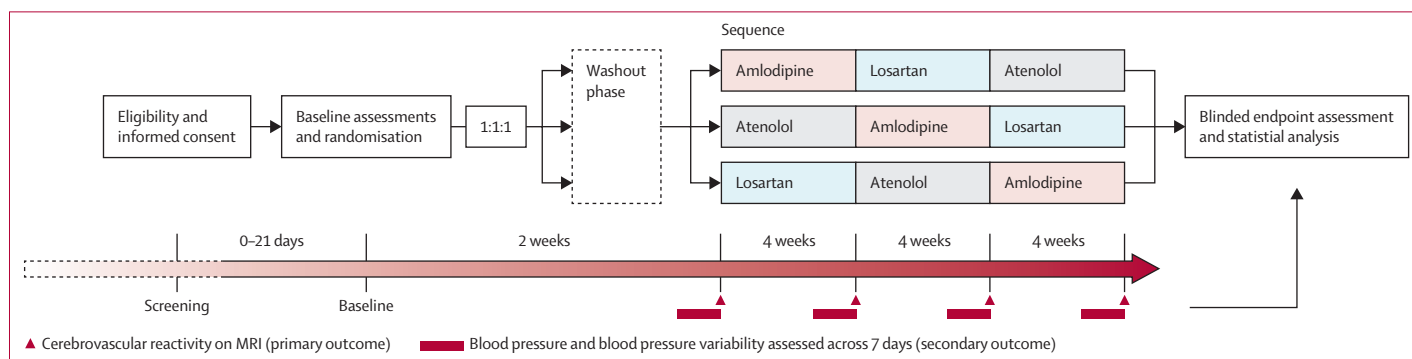 Sequence
Eligibility and
informed consent
Baseline assessments
and randomisation
1:1:1
Washout
phase
Amlodipine
Losartan
Atenolol
Atenolol
Amlodipine
Losartan
Losartan
Atenolol
Amlodipine
Blinded endpoint assessment
and statistial analysis
0–21 days
2 weeks
4 weeks
4 weeks
4 weeks
Screening
Baseline
Cerebrovascular reactivity on MRI (primary outcome)
Blood pressure and blood pressure variability assessed across 7 days (secondary outcome)